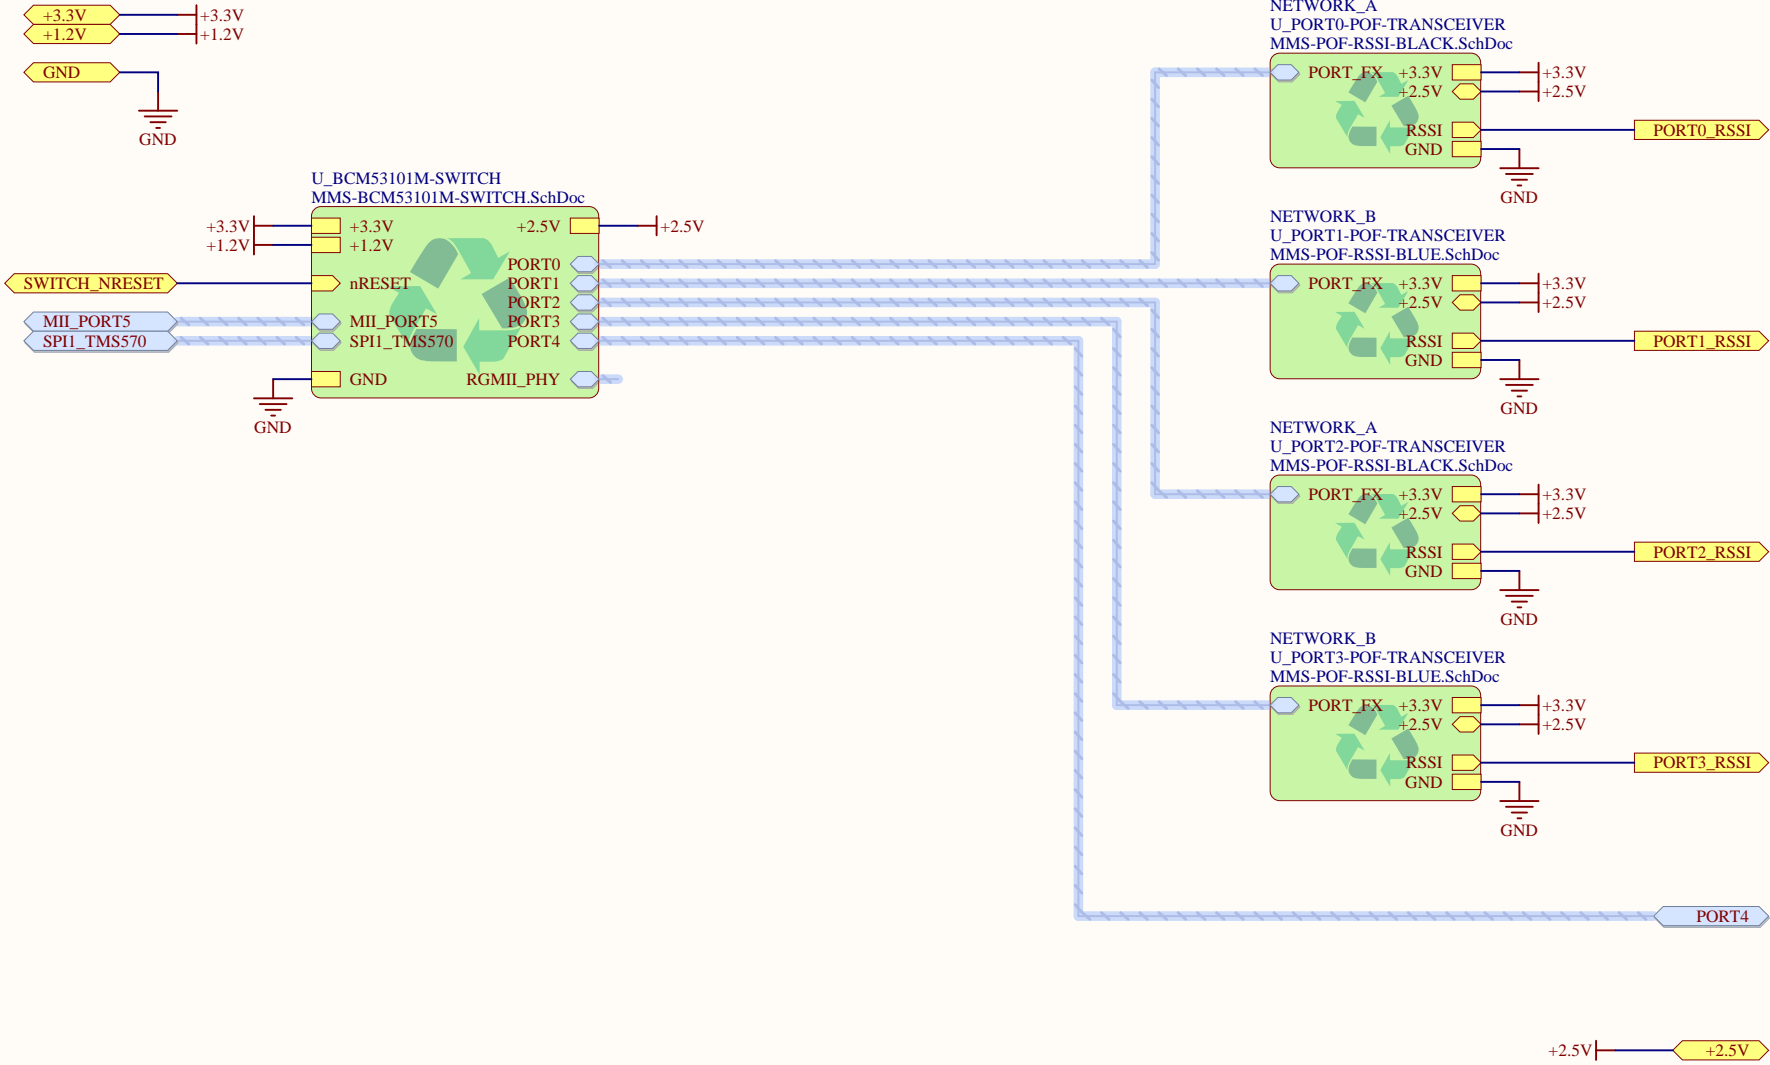 +3.3V
+3.3V
+1.2V
+1.2V
GND
GND
U_BCM53101M-SWITCH
MMS-BCM53101M-SWITCH.SchDoc
+3.3V
+3.3V
+2.5V
+2.5V
+1.2V
+1.2V
PORT0
SWITCH_NRESET
nRESET
PORT1
PORT2
MII_PORT5
MII_PORT5
PORT3
SPI1_TMS570
SPI1_TMS570
PORT4
GND
RGMII_PHY
GND
NETWORK_A
U_PORT0-POF-TRANSCEIVER
MMS-POF-RSSI-BLACK.SchDoc
PORT_FX
+3.3V
+3.3V
+2.5V
+2.5V
RSSI
PORT0_RSSI
GND
GND
NETWORK_B
U_PORT1-POF-TRANSCEIVER
MMS-POF-RSSI-BLUE.SchDoc
PORT_FX
+3.3V
+3.3V
+2.5V
+2.5V
RSSI
PORT1_RSSI
GND
GND
NETWORK_A
U_PORT2-POF-TRANSCEIVER
MMS-POF-RSSI-BLACK.SchDoc
PORT_FX
+3.3V
+3.3V
+2.5V
+2.5V
RSSI
PORT2_RSSI
GND
GND
NETWORK_B
U_PORT3-POF-TRANSCEIVER
MMS-POF-RSSI-BLUE.SchDoc
PORT_FX
+3.3V
+3.3V
+2.5V
+2.5V
RSSI
PORT3_RSSI
GND
GND
PORT4
+2.5V
+2.5V